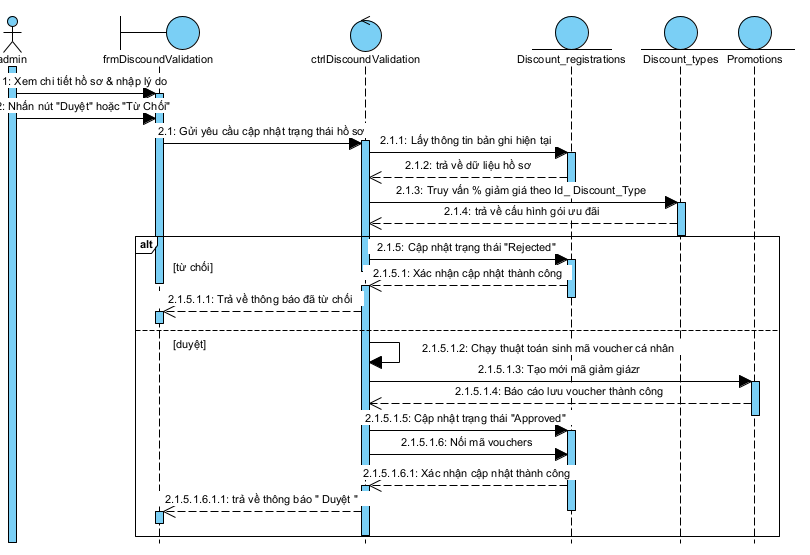 admin
frmDiscoundValidation
ctrlDiscoundValidation
Discount_registrations
Discount_types
Promotions
1: Xem chi tiết hồ sơ & nhập lý do
2: Nhấn nút "Duyệt" hoặc "Từ Chối"
2.1: Gửi yêu cầu cập nhật trạng thái hồ sơ
2.1.1: Lấy thông tin bản ghi hiện tại
2.1.2: trả về dữ liệu hồ sơ
2.1.3: Truy vấn % giảm giá theo Id_ Discount_Type
2.1.4: trả về cấu hình gói ưu đãi
alt
2.1.5: Cập nhật trạng thái "Rejected"
[từ chối]
2.1.5.1: Xác nhận cập nhật thành công
2.1.5.1.1: Trả về thông báo đã từ chối
[duyệt]
2.1.5.1.2: Chạy thuật toán sinh mã voucher cá nhân
2.1.5.1.3: Tạo mới mã giảm giázr
2.1.5.1.4: Báo cáo lưu voucher thành công
2.1.5.1.5: Cập nhật trạng thái "Approved"
2.1.5.1.6: Nối mã vouchers
2.1.5.1.6.1: Xác nhận cập nhật thành công
2.1.5.1.6.1.1: trả về thông báo " Duyệt "